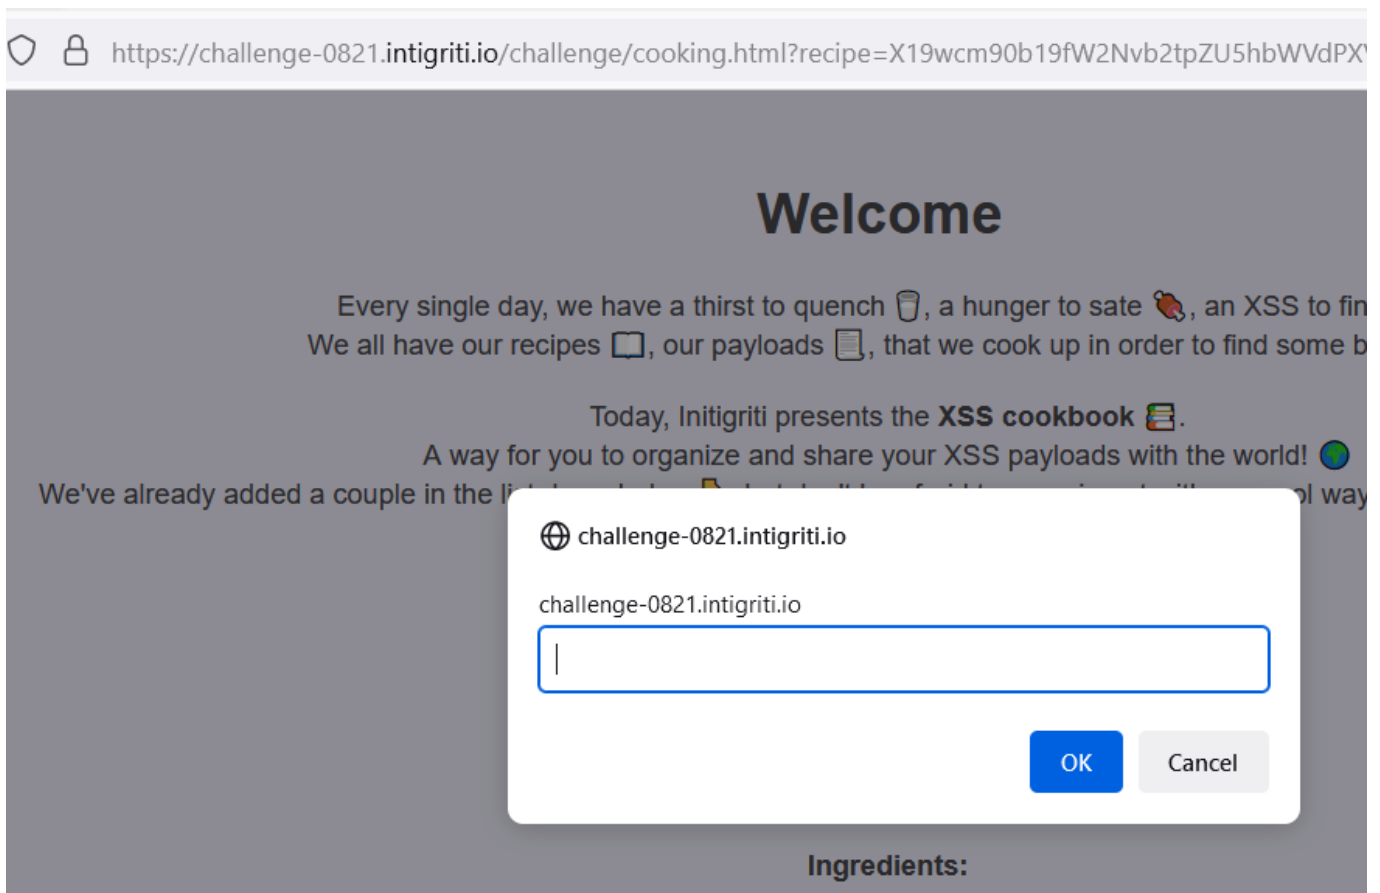 https://challenge-0821.intigriti.io/challenge/cooking.html?recipe=X19wcm90b19fW2Nvb2tpZU5hbWVdPX
Welcome
Every single day, we have a thirst to quench 🥛, a hunger to sate 🍖, an XSS to fin
We all have our recipes 📖, our payloads 📃, that we cook up in order to find some b
Today, Initigriti presents the XSS cookbook 📚.
A way for you to organize and share your XSS payloads with the world! 🌍
We've already added a couple in the li
ol way
challenge-0821.intigriti.io
challenge-0821.intigriti.io
OK Cancel
Ingredients: